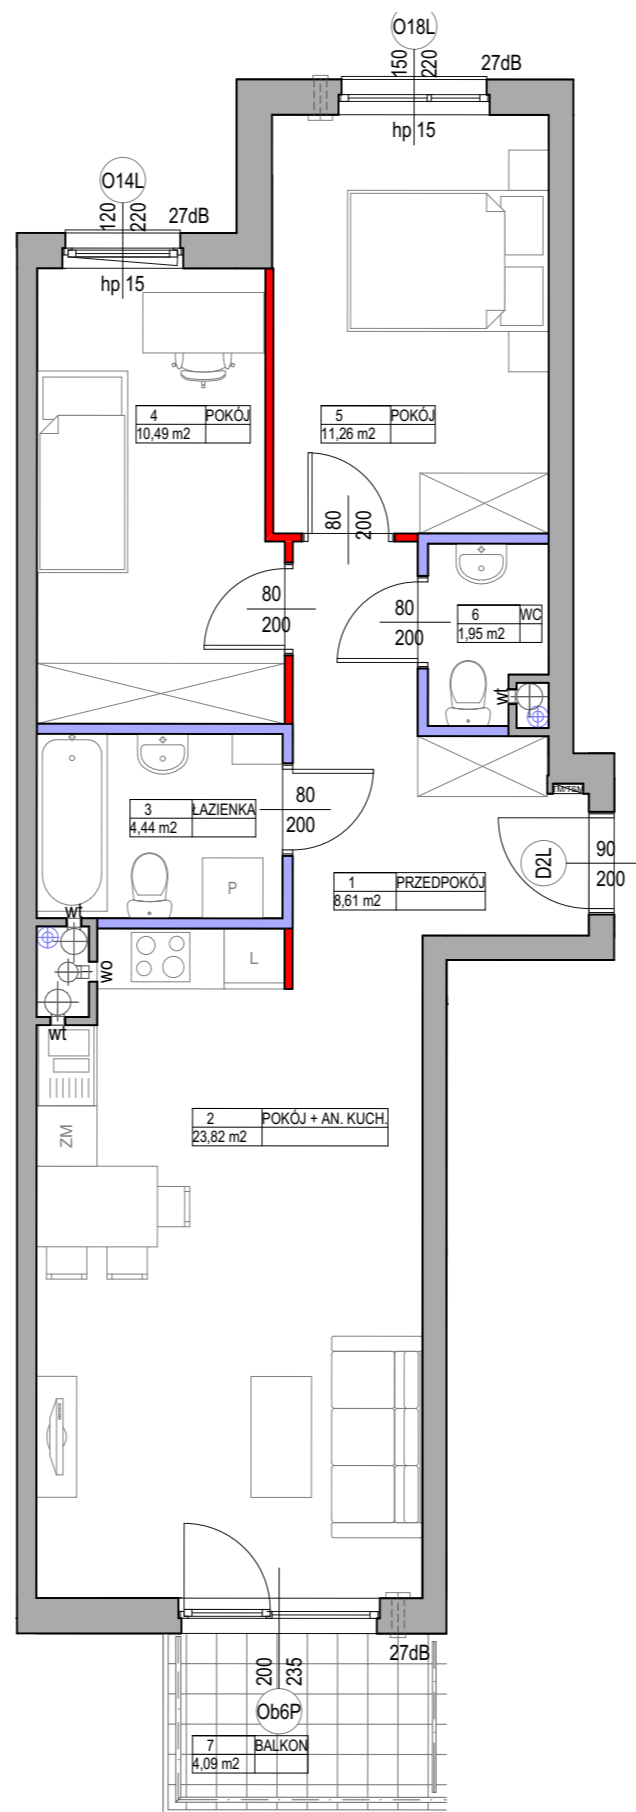 O18L
150
220
27dB
hp 15
O14L
120
220
27dB
hp 15
4 POKÓJ
10,49 m2
5 POKÓJ
11,26 m2
80
200
80
200
80
200
6 WC
1,95 m2
wt
3 ŁAZIENKA
4,44 m2
80
200
TM/TSM
D2L
90
200
P
1 PRZEDPOKÓJ
8,61 m2
wt
wo
L
wt
ZM
2 POKÓJ + AN. KUCH.
23,82 m2
27dB
200
235
Ob6P
7 BALKON
4,09 m2